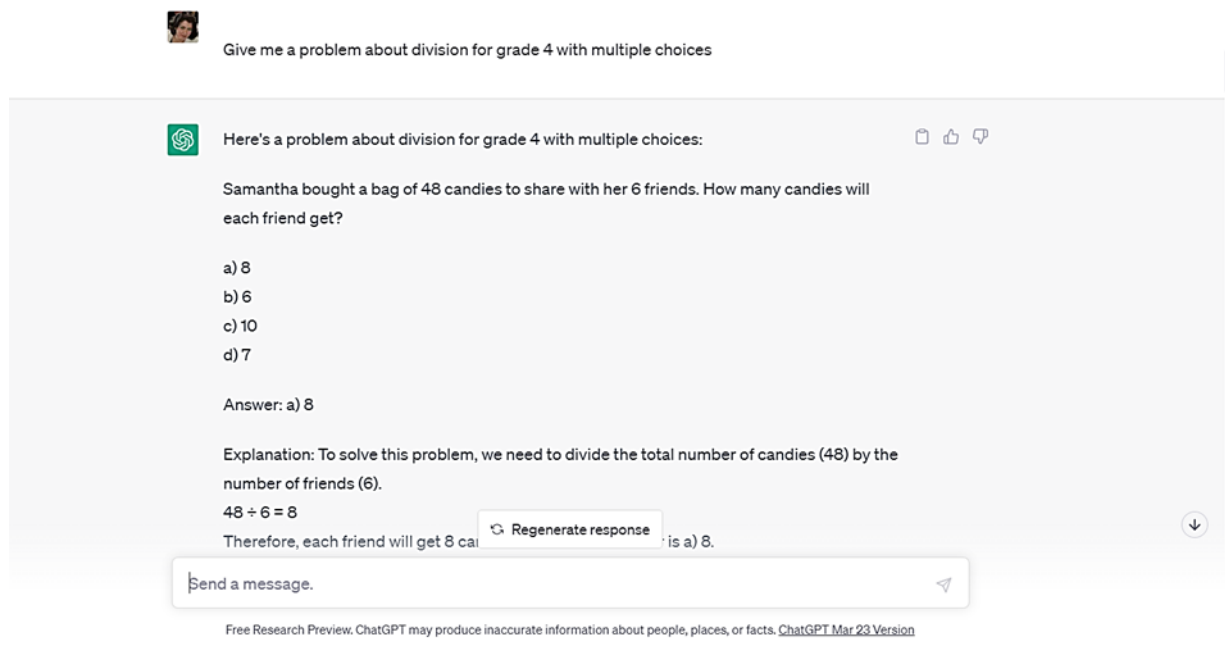 Give me a problem about division for grade 4 with multiple choices
Here's a problem about division for grade 4 with multiple choices:
Samantha bought a bag of 48 candies to share with her 6 friends. How many candies will
each friend get?
a) 8
b) 6
c) 10
d) 7
Answer: a) 8
Explanation: To solve this problem, we need to divide the total number of candies (48) by the
number of friends (6).
48 ÷ 6 = 8
Therefore, each friend will get 8 is a) 8.
Regenerate response
Send a message.
Free Research Preview. ChatGPT may produce inaccurate information about people, places, or facts. ChatGPT Mar 23 Version